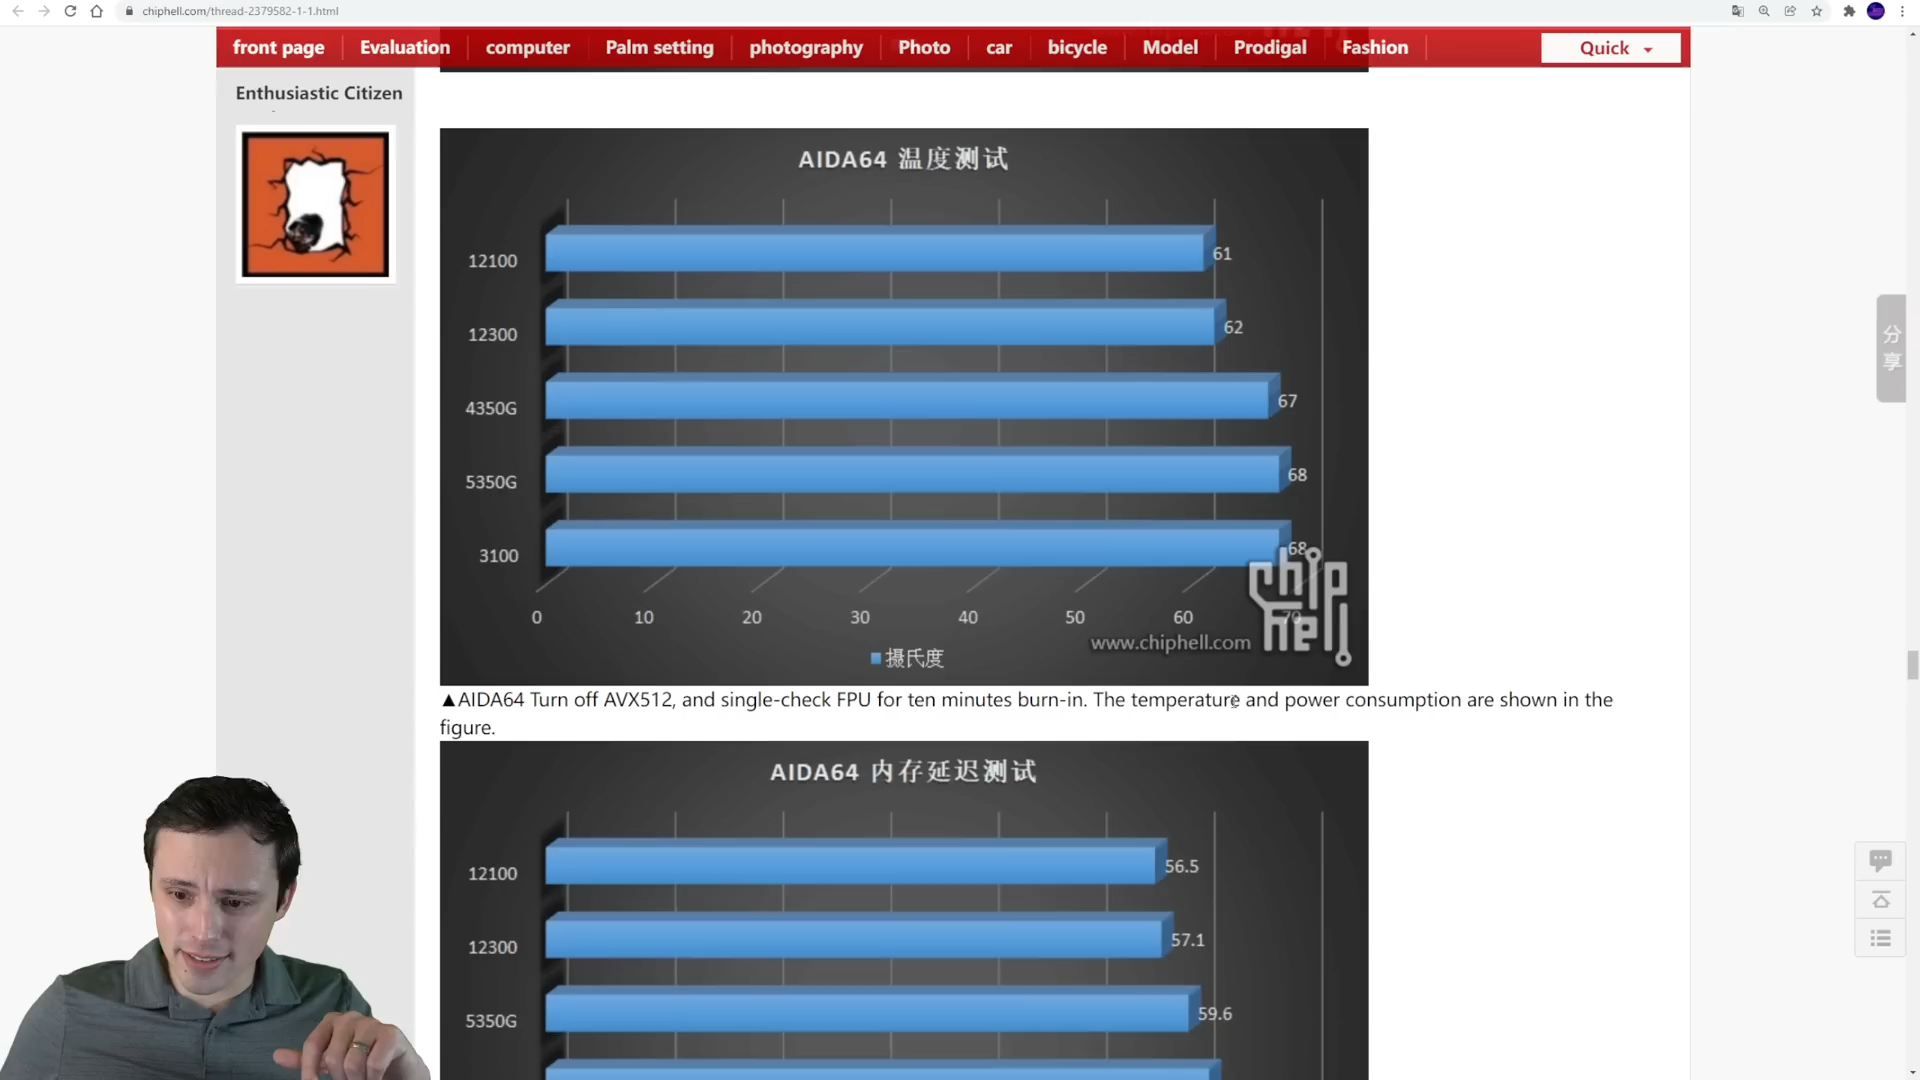 chiphell.com/thread-2379582-1-1.html
front page Evaluation computer Palm setting photography Photo car bicycle Model Prodigal Fashion Quick
Enthusiastic Citizen
AIDA64 温度测试
12100 61
12300 62
4350G 67
5350G 68
3100 68
0 10 20 30 40 50 60 70
摄氏度
www.chiphell.com
chip
hell
分
享
▲AIDA64 Turn off AVX512, and single-check FPU for ten minutes burn-in. The temperature and power consumption are shown in the
figure.
AIDA64 内存延迟测试
12100 56.5
12300 57.1
5350G 59.6